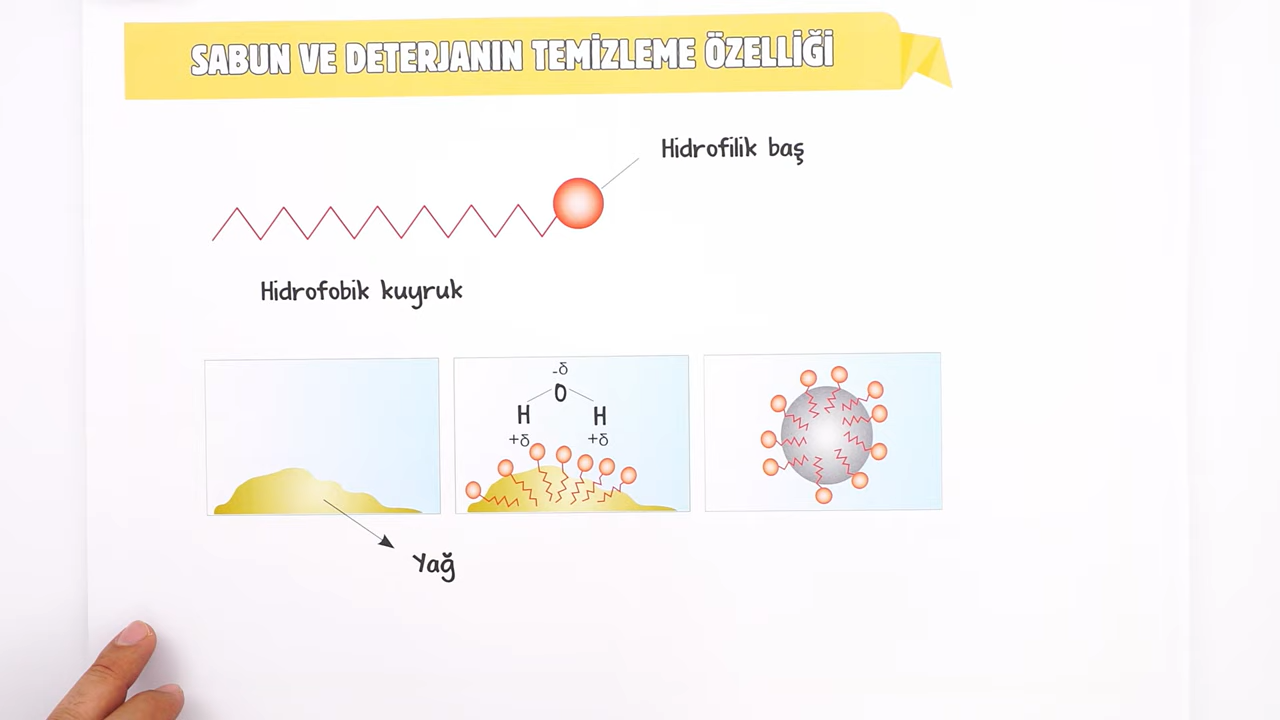 SABUN VE DETERJANIN TEMİZLEME ÖZELLİĞİ
Hidrofilik baş
Hidrofobik kuyruk
-δ
O
H H
+δ +δ
Yağ